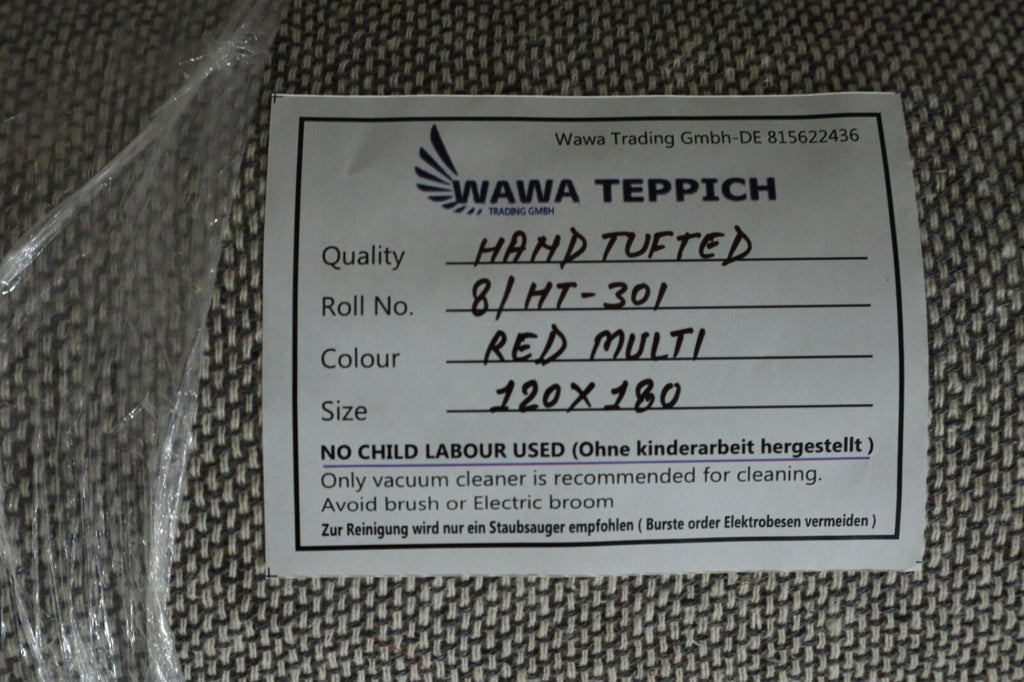 Wawa Trading Gmbh-DE 815622436
WAWA TEPPICH
TRADING GMBH
Quality HAND TUFTED
Roll No. 8/HT-301
Colour RED MULTI
Size 120X180
NO CHILD LABOUR USED (Ohne kinderarbeit hergestellt )
Only vacuum cleaner is recommended for cleaning.
Avoid brush or Electric broom
Zur Reinigung wird nur ein Staubsauger empfohlen ( Burste order Elektrobesen vermeiden )